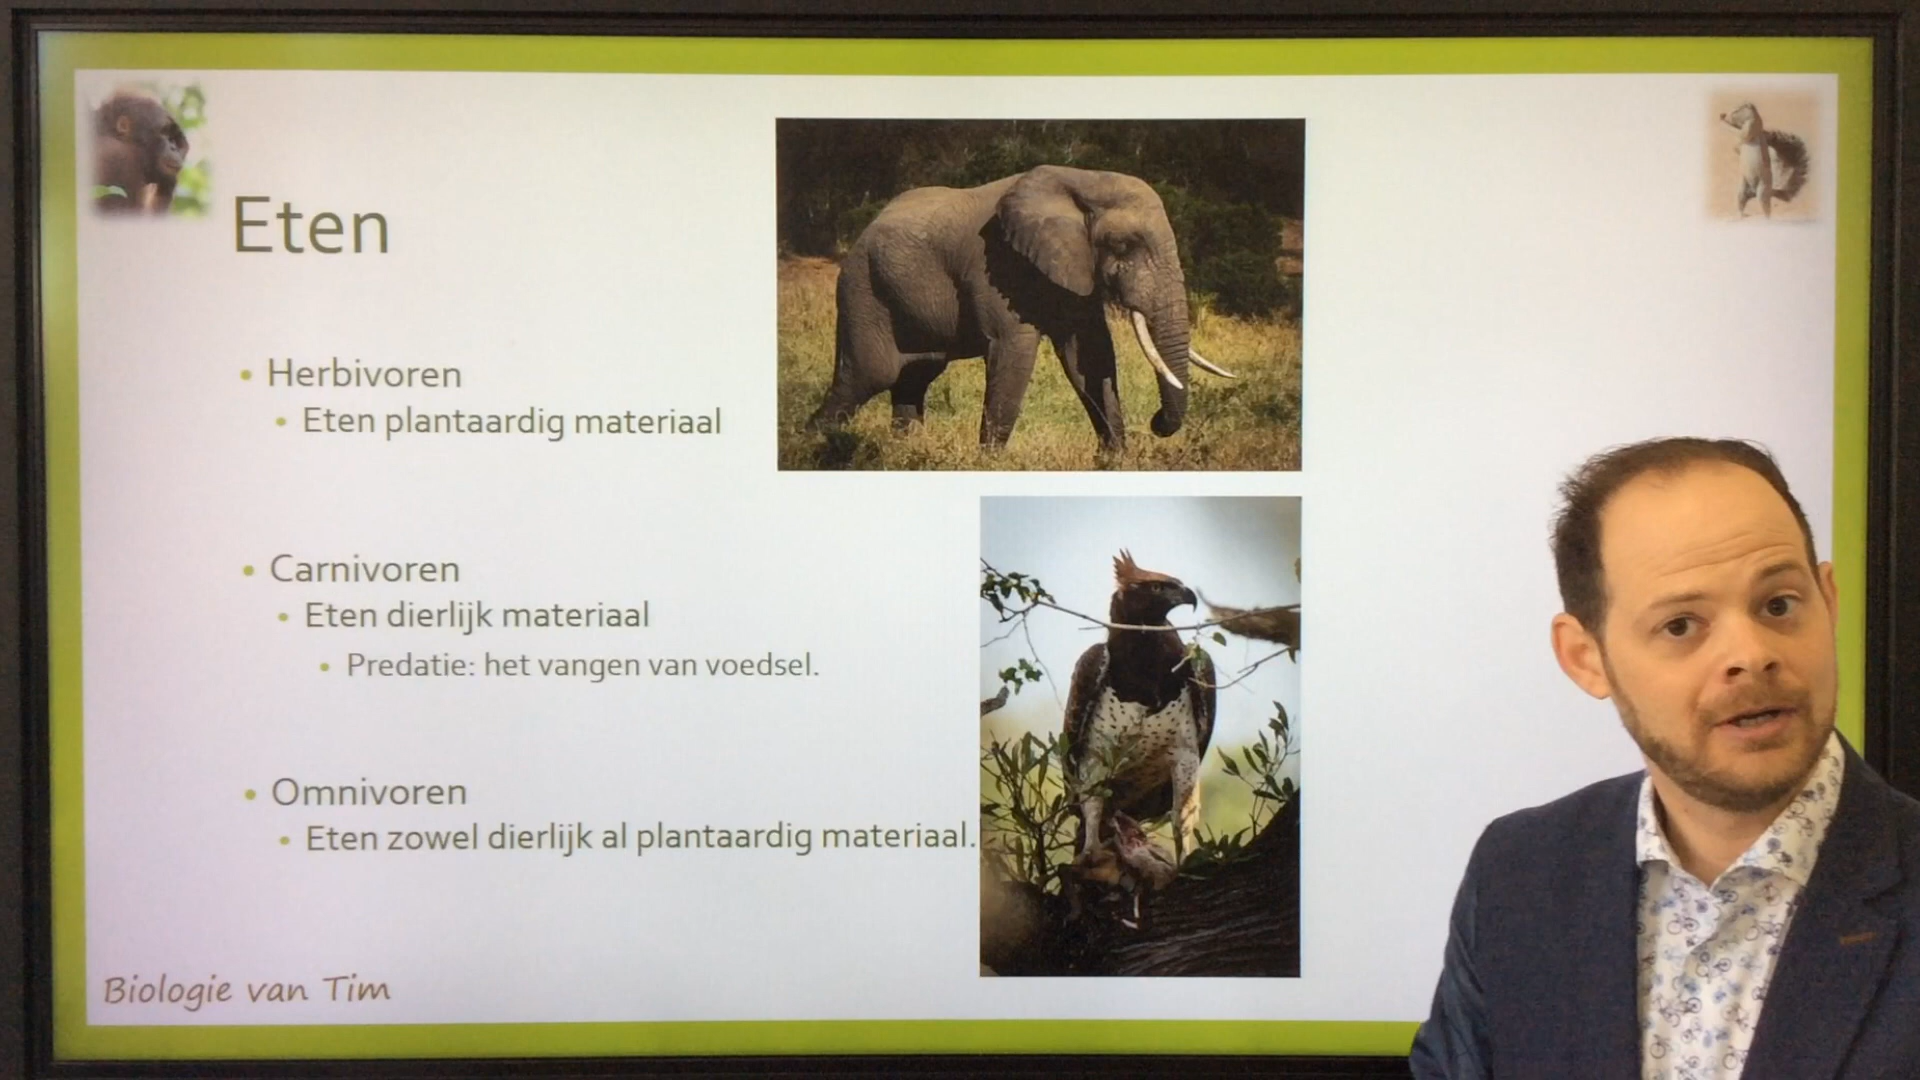 Eten
Herbivoren
Eten plantaardig materiaal
Carnivoren
Eten dierlijk materiaal
Predatie: het vangen van voedsel.
Omnivoren
Eten zowel dierlijk al plantaardig materiaal.
Biologie van Tim